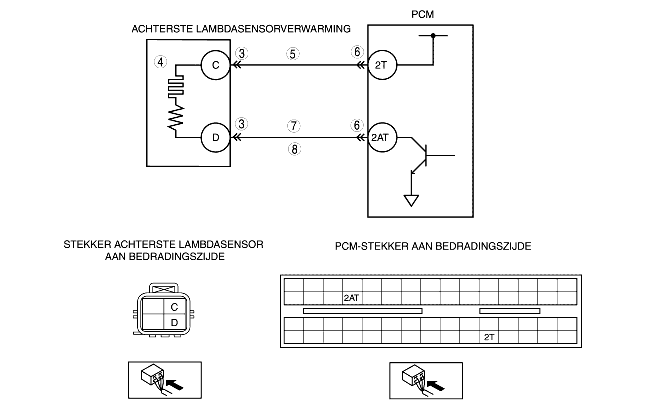 PCM
ACHTERSTE LAMBDASENSORVERWARMING
4 C 3 5 6 2T
D 3 7 6 2AT
8
STEKKER ACHTERSTE LAMBDASENSOR
AAN BEDRADINGSZIJDE
PCM-STEKKER AAN BEDRADINGSZIJDE
C
D
2AT
2T